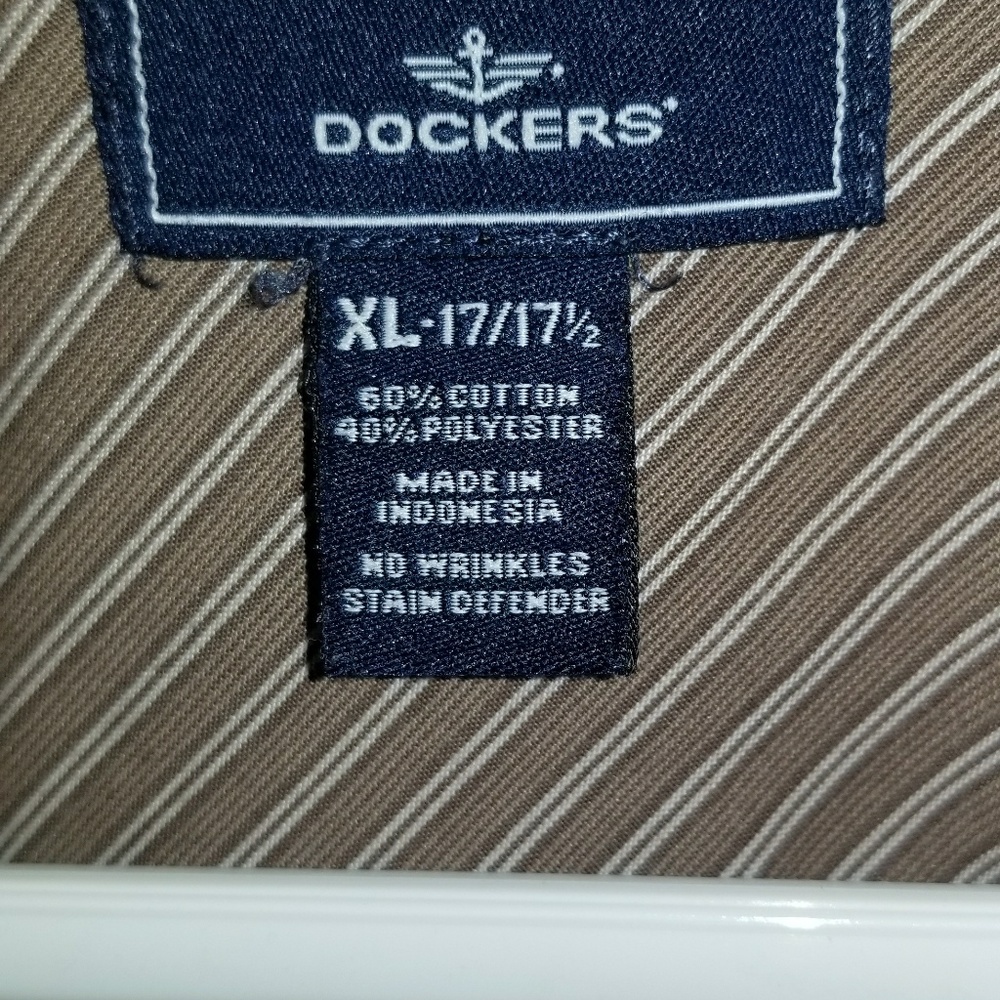 DOCKERS®
XL-17/17½
60% COTTON
40% POLYESTER
MADE IN
INDONESIA
NO WRINKLES
STAIN DEFENDER